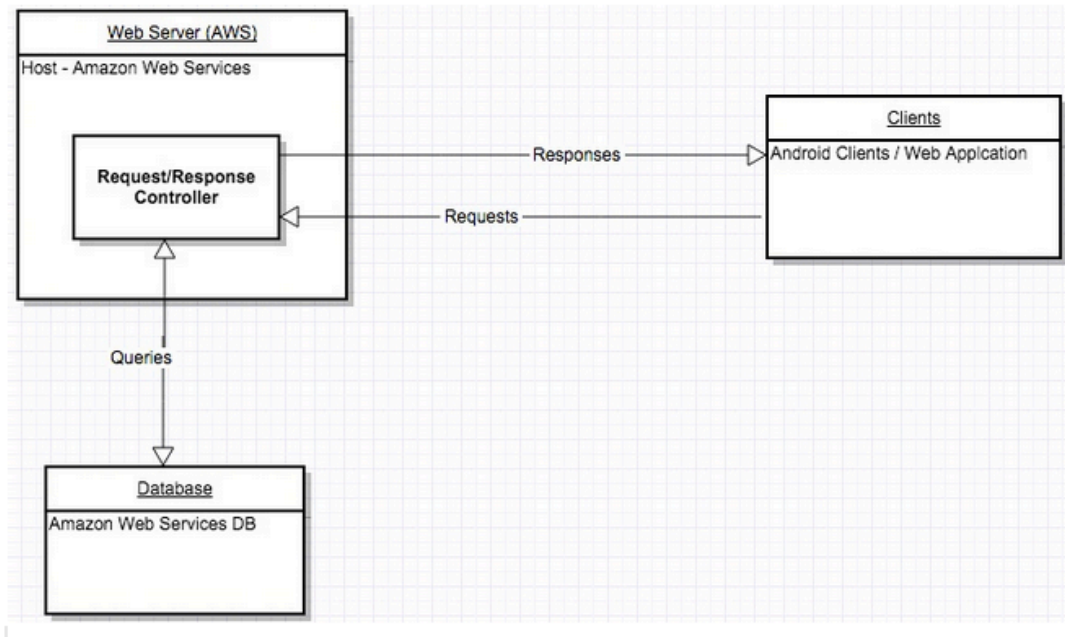 Web Server (AWS)
Host - Amazon Web Services
Request/Response
Controller
Responses
Requests
Clients
Android Clients / Web Applcation
Queries
Database
Amazon Web Services DB